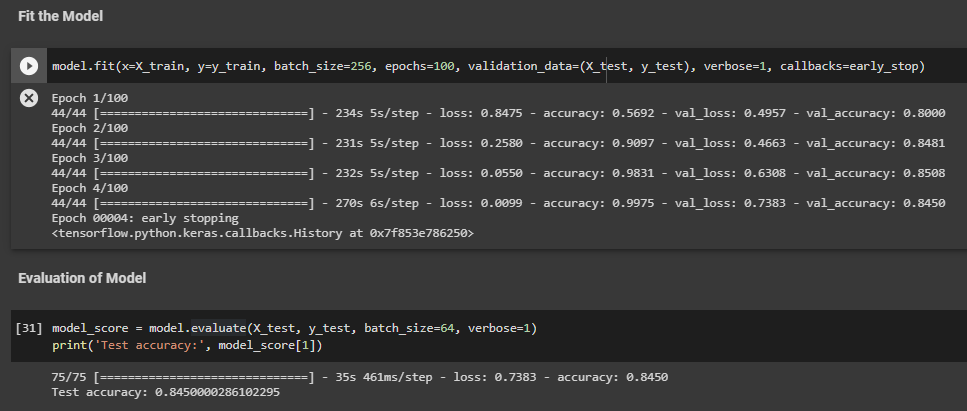 Fit the Model
model.fit(x=X_train, y=y_train, batch_size=256, epochs=100, validation_data=(X_test, y_test), verbose=1, callbacks=early_stop)
Epoch 1/100
44/44 [==============================] - 234s 5s/step - loss: 0.8475 - accuracy: 0.5692 - val_loss: 0.4957 - val_accuracy: 0.8000
Epoch 2/100
44/44 [==============================] - 231s 5s/step - loss: 0.2580 - accuracy: 0.9097 - val_loss: 0.4663 - val_accuracy: 0.8481
Epoch 3/100
44/44 [==============================] - 232s 5s/step - loss: 0.0550 - accuracy: 0.9831 - val_loss: 0.6308 - val_accuracy: 0.8508
Epoch 4/100
44/44 [==============================] - 270s 6s/step - loss: 0.0099 - accuracy: 0.9975 - val_loss: 0.7383 - val_accuracy: 0.8450
Epoch 00004: early stopping
<tensorflow.python.keras.callbacks.History at 0x7f853e786250>
Evaluation of Model
[31] model_score = model.evaluate(X_test, y_test, batch_size=64, verbose=1)
print('Test accuracy:', model_score[1])
75/75 [==============================] - 35s 461ms/step - loss: 0.7383 - accuracy: 0.8450
Test accuracy: 0.8450000286102295